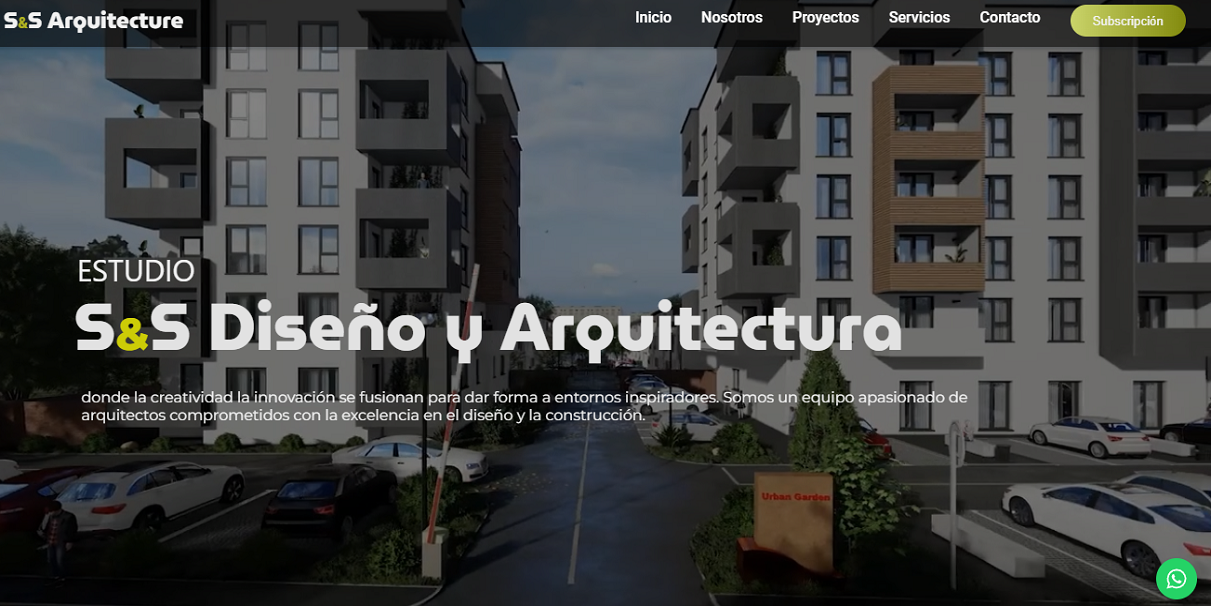 S&S Arquitecture
Inicio Nosotros Proyectos Servicios Contacto Subscripción
ESTUDIO
S&S Diseño y Arquitectura
donde la creatividad la innovación se fusionan para dar forma a entornos inspiradores. Somos un equipo apasionado de
arquitectos comprometidos con la excelencia en el diseño y la construcción.
Urban Garden